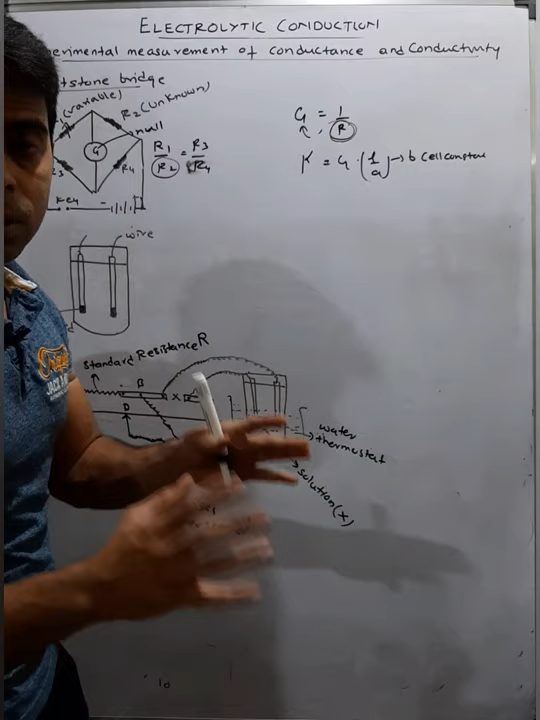 ELECTROLYTIC CONDUCTION
erimental measurement of conductance and Conductivity
tstone bridge
(variable)
R2 (Unknown)
null
G
R1/R2 = R3/R4
R4
Key
G = 1/R
K = G · (l/a) → b Cell constant
wire
Standard Resistance R
B
X
D
water
thermostat
solution (X)
10